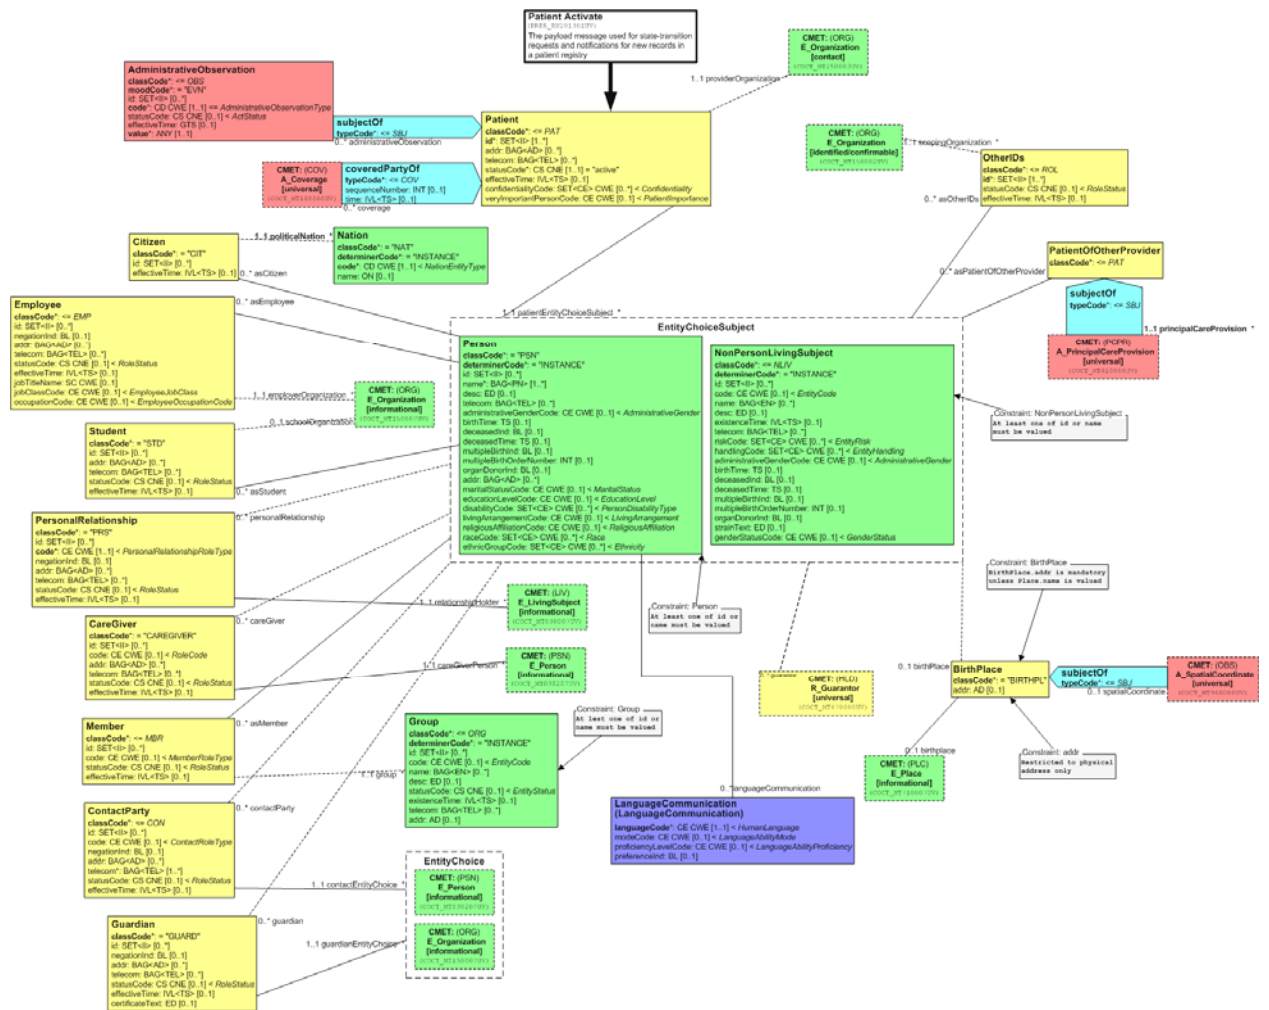 Patient Activate
The payload message used for state-transition
requests and notifications for new records in
a patient registry
CMET: (ORG)
E_Organization
[contact]
1..1 providerOrganization
AdministrativeObservation
classCode*: <= OBS
moodCode*: = "EVN"
id: SET<II> [0..*]
code*: CD CWE [1..1] <= AdministrativeObservationType
statusCode: CS CNE [0..1] < ActStatus
effectiveTime: GTS [0..1]
value*: ANY [1..1]
subjectOf
typeCode*: <= SBJ
0..* administrativeObservation
Patient
classCode*: <= PAT
id*: SET<II> [1..*]
addr: BAG<AD> [0..*]
telecom: BAG<TEL> [0..*]
statusCode*: CS CNE [1..1] = "active"
effectiveTime: IVL<TS> [0..1]
confidentialityCode: SET<CE> CWE [0..*] < Confidentiality
veryImportantPersonCode: CE CWE [0..1] < PatientImportance
CMET: (COV)
A_Coverage
[universal]
coveredPartyOf
typeCode*: <= COV
sequenceNumber: INT [0..1]
time: IVL<TS> [0..1]
0..* coverage
CMET: (ORG)
E_Organization
[identified/confirmable]
1..1 scopingOrganization *
OtherIDs
classCode*: <= ROL
id*: SET<II> [1..*]
statusCode: CS CNE [0..1] < RoleStatus
effectiveTime: IVL<TS> [0..1]
0..* asOtherIDs
Citizen
classCode*: = "CIT"
id: SET<II> [0..*]
effectiveTime: IVL<TS> [0..1]
1..1 politicalNation *
0..* asCitizen
Nation
classCode*: = "NAT"
determinerCode*: = "INSTANCE"
code*: CD CWE [1..1] < NationEntityType
name: ON [0..1]
PatientOfOtherProvider
classCode*: <= PAT
0..* asPatientOfOtherProvider
subjectOf
typeCode*: <= SBJ
1..1 principalCareProvision *
CMET: (PCPR)
A_PrincipalCareProvision
[universal]
Employee
classCode*: <= EMP
id: SET<II> [0..*]
negationInd: BL [0..1]
addr: BAG<AD> [0..*]
telecom: BAG<TEL> [0..*]
statusCode: CS CNE [0..1] < RoleStatus
effectiveTime: IVL<TS> [0..1]
jobTitleName: SC CWE [0..1]
jobClassCode: CE CWE [0..1] < EmployeeJobClass
occupationCode: CE CWE [0..1] < EmployeeOccupationCode
0..* asEmployee
1..1 patientEntityChoiceSubject *
EntityChoiceSubject
Person
classCode*: = "PSN"
determinerCode*: = "INSTANCE"
id: SET<II> [0..*]
name*: BAG<PN> [1..*]
desc: ED [0..1]
telecom: BAG<TEL> [0..*]
administrativeGenderCode: CE CWE [0..1] < AdministrativeGender
birthTime: TS [0..1]
deceasedInd: BL [0..1]
deceasedTime: TS [0..1]
multipleBirthInd: BL [0..1]
multipleBirthOrderNumber: INT [0..1]
organDonorInd: BL [0..1]
addr: BAG<AD> [0..*]
maritalStatusCode: CE CWE [0..1] < MaritalStatus
educationLevelCode: CE CWE [0..1] < EducationLevel
disabilityCode: SET<CE> CWE [0..*] < PersonDisabilityType
livingArrangementCode: CE CWE [0..1] < LivingArrangement
religiousAffiliationCode: CE CWE [0..1] < ReligiousAffiliation
raceCode: SET<CE> CWE [0..*] < Race
ethnicGroupCode: SET<CE> CWE [0..*] < Ethnicity
NonPersonLivingSubject
classCode*: <= NLIV
determinerCode*: = "INSTANCE"
id: SET<II> [0..*]
code: CE CWE [0..1] < EntityCode
name: BAG<EN> [0..*]
desc: ED [0..1]
existenceTime: IVL<TS> [0..1]
telecom: BAG<TEL> [0..*]
riskCode: SET<CE> CWE [0..*] < EntityRisk
handlingCode: SET<CE> CWE [0..*] < EntityHandling
administrativeGenderCode: CE CWE [0..1] < AdministrativeGender
birthTime: TS [0..1]
deceasedInd: BL [0..1]
deceasedTime: TS [0..1]
multipleBirthInd: BL [0..1]
multipleBirthOrderNumber: INT [0..1]
organDonorInd: BL [0..1]
strainText: ED [0..1]
genderStatusCode: CE CWE [0..1] < GenderStatus
Constraint: NonPersonLivingSubject
At least one of id or name
must be valued
CMET: (ORG)
E_Organization
[informational]
1..1 employerOrganization
0..1 schoolOrganization
Student
classCode*: = "STD"
id: SET<II> [0..*]
addr: BAG<AD> [0..*]
telecom: BAG<TEL> [0..*]
statusCode: CS CNE [0..1] < RoleStatus
effectiveTime: IVL<TS> [0..1]
0..* asStudent
PersonalRelationship
classCode*: = "PRS"
id: SET<II> [0..*]
code*: CE CWE [1..1] < PersonalRelationshipRoleType
negationInd: BL [0..1]
addr: BAG<AD> [0..*]
telecom: BAG<TEL> [0..*]
statusCode: CS CNE [0..1] < RoleStatus
effectiveTime: IVL<TS> [0..1]
0..* personalRelationship
1..1 relationshipHolder *
CMET: (LIV)
E_LivingSubject
[informational]
Constraint: Person
At least one of id or
name must be valued
Constraint: BirthPlace
BirthPlace.addr is mandatory
unless Place.name is valued
CareGiver
classCode*: = "CAREGIVER"
id: SET<II> [0..*]
code: CE CWE [0..1] < RoleCode
addr: BAG<AD> [0..*]
telecom: BAG<TEL> [0..*]
statusCode: CS CNE [0..1] < RoleStatus
effectiveTime: IVL<TS> [0..1]
0..* careGiver
1..1 careGiverPerson *
CMET: (PSN)
E_Person
[informational]
R_Guarantor
[universal]
0..1 birthPlace
BirthPlace
classCode*: = "BIRTHPL"
addr: AD [0..1]
subjectOf
typeCode*: <= SBJ
0..1 spatialCoordinate
CMET: (OBS)
A_SpatialCoordinate
[universal]
Member
classCode*: <= MBR
id: SET<II> [0..*]
code: CE CWE [0..1] < MemberRoleType
statusCode: CS CNE [0..1] < RoleStatus
effectiveTime: IVL<TS> [0..1]
0..* asMember
1..1 group *
Group
classCode*: <= ORG
determinerCode*: = "INSTANCE"
id: SET<II> [0..*]
code: CE CWE [0..1] < EntityCode
name: BAG<EN> [0..*]
desc: ED [0..1]
statusCode: CS CNE [0..1] < EntityStatus
existenceTime: IVL<TS> [0..1]
telecom: BAG<TEL> [0..*]
addr: AD [0..1]
Constraint: Group
At lest one of id or
name must be valued
0..1 birthplace
CMET: (PLC)
E_Place
[informational]
Constraint: addr
Restricted to physical
address only
0..* languageCommunication
LanguageCommunication
(LanguageCommunication)
languageCode*: CE CWE [1..1] < HumanLanguage
modeCode: CE CWE [0..1] < LanguageAbilityMode
proficiencyLevelCode: CE CWE [0..1] < LanguageAbilityProficiency
preferenceInd: BL [0..1]
ContactParty
classCode*: <= CON
id: SET<II> [0..*]
code: CE CWE [0..1] < ContactRoleType
negationInd: BL [0..1]
addr: BAG<AD> [0..*]
telecom*: BAG<TEL> [1..*]
statusCode: CS CNE [0..1] < RoleStatus
effectiveTime: IVL<TS> [0..1]
0..* contactParty
1..1 contactEntityChoice *
EntityChoice
CMET: (PSN)
E_Person
[informational]
CMET: (ORG)
E_Organization
[informational]
Guardian
classCode*: = "GUARD"
id: SET<II> [0..*]
negationInd: BL [0..1]
addr: BAG<AD> [0..*]
telecom: BAG<TEL> [0..*]
statusCode: CS CNE [0..1] < RoleStatus
effectiveTime: IVL<TS> [0..1]
certificateText: ED [0..1]
0..* guardian
1..1 guardianEntityChoice *